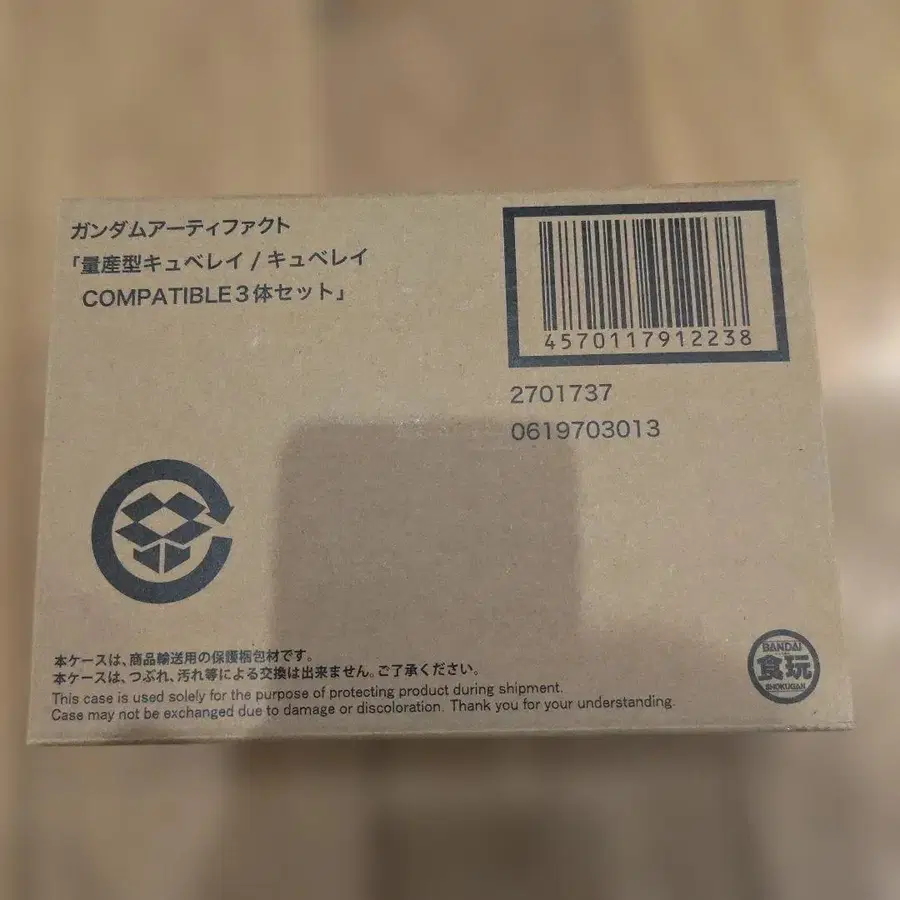 ガンダムアーティファクト
「量産型キュベレイ / キュベレイ
COMPATIBLE3体セット」
4570117912238
2701737
0619703013
本ケースは、商品輸送用の保護梱包材です。
本ケースは、つぶれ、汚れ等による交換は出来ません。ご了承ください。
This case is used solely for the purpose of protecting product during shipment.
Case may not be exchanged due to damage or discoloration. Thank you for your understanding.
BANDAI
食玩
SHOKUGAN